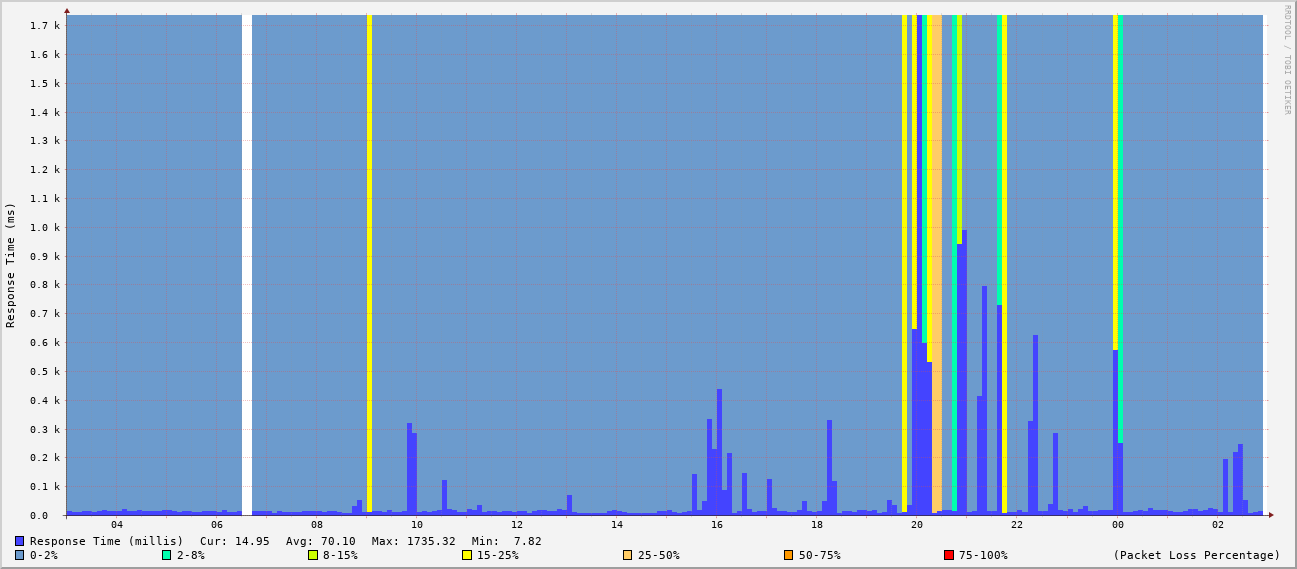 RRDTOOL / TOBI OETIKER
Response Time (ms)
1.7 k
1.6 k
1.5 k
1.4 k
1.3 k
1.2 k
1.1 k
1.0 k
0.9 k
0.8 k
0.7 k
0.6 k
0.5 k
0.4 k
0.3 k
0.2 k
0.1 k
0.0
04 06 08 10 12 14 16 18 20 22 00 02
Response Time (millis) Cur: 14.95 Avg: 70.10 Max: 1735.32 Min: 7.82
0-2% 2-8% 8-15% 15-25% 25-50% 50-75% 75-100% (Packet Loss Percentage)